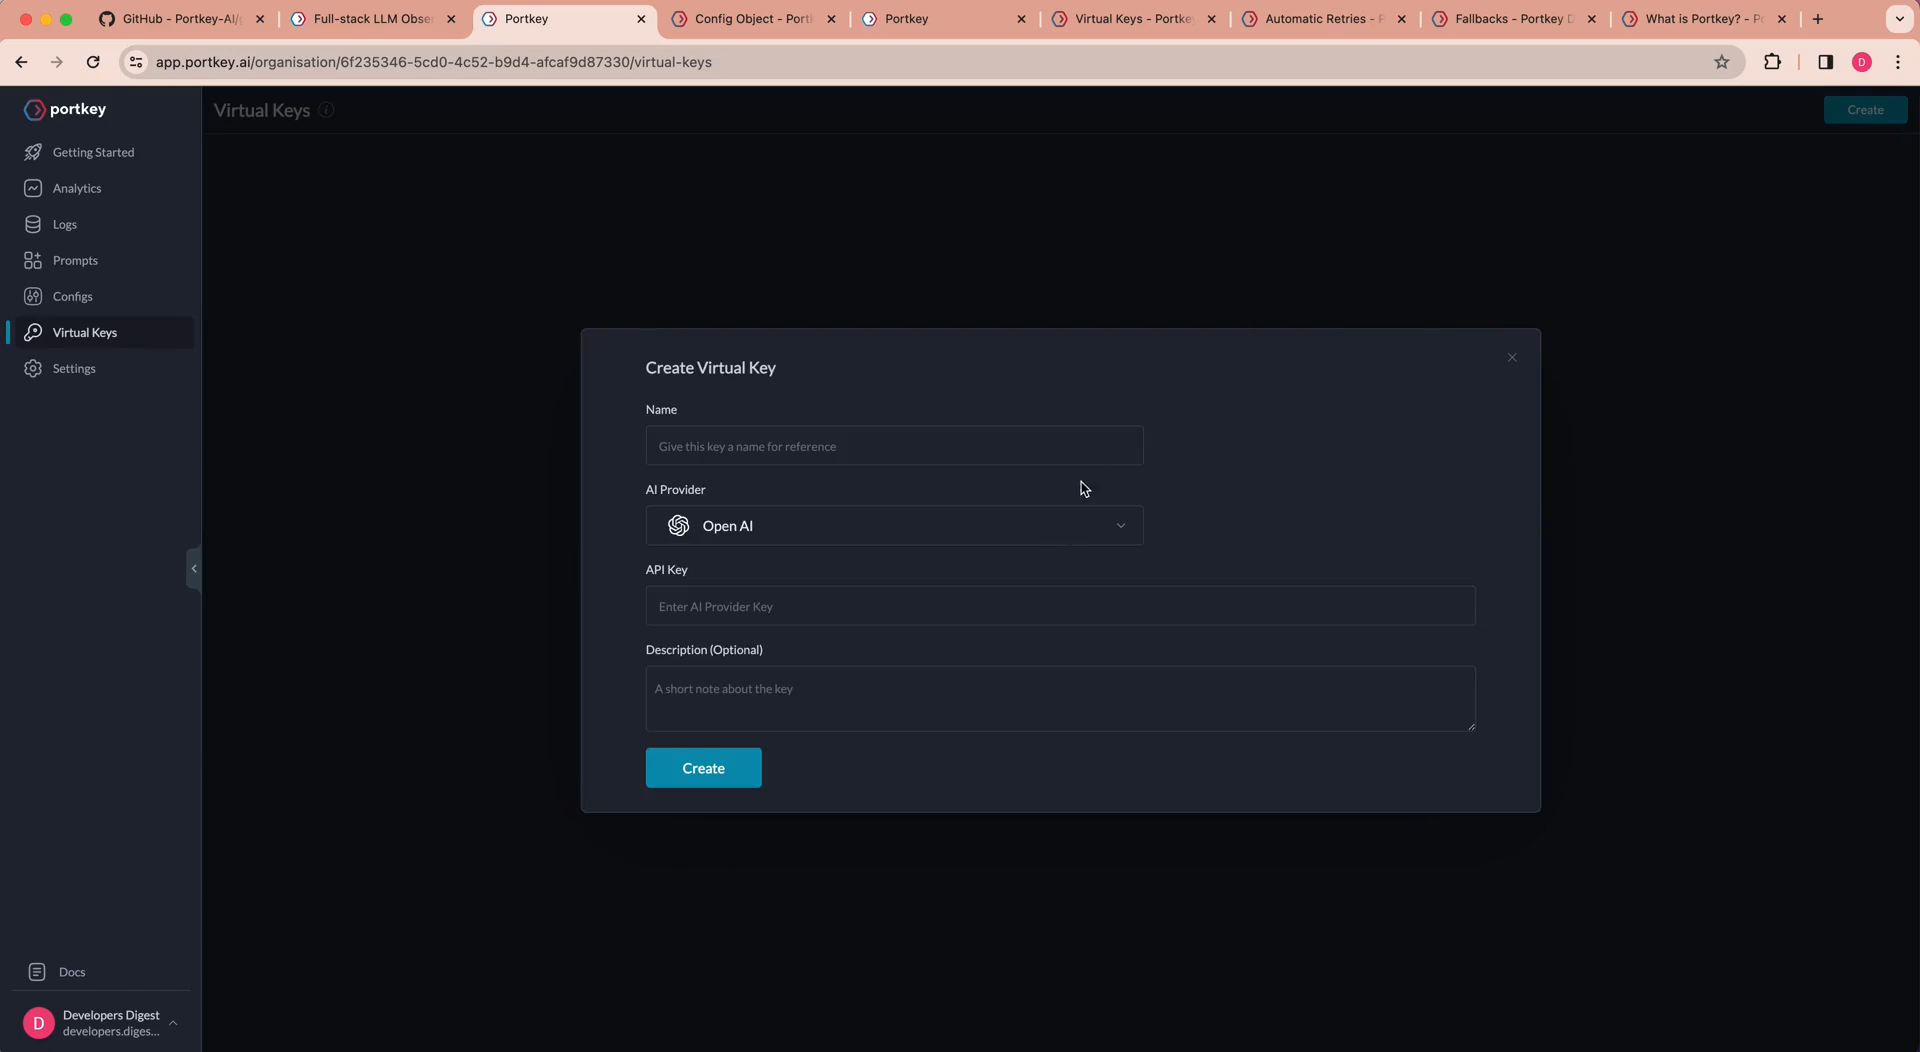 GitHub - Portkey-AI/g
Full-stack LLM Obse
Portkey
Config Object - Portk
Portkey
Virtual Keys - Portke
Automatic Retries - P
Fallbacks - Portkey D
What is Portkey? - Po
app.portkey.ai/organisation/6f235346-5cd0-4c52-b9d4-afcaf9d87330/virtual-keys
D
portkey
Virtual Keys
Create
Getting Started
Analytics
Logs
Prompts
Configs
Virtual Keys
Settings
Create Virtual Key
Name
Give this key a name for reference
AI Provider
Open AI
API Key
Enter AI Provider Key
Description (Optional)
A short note about the key
Create
Docs
D
Developers Digest
developers.diges...